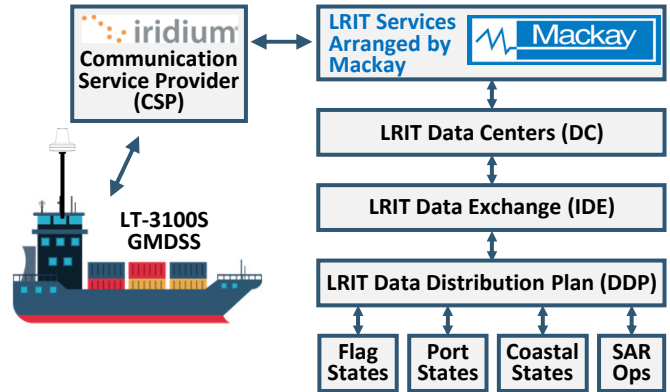 iridium
Communication
Service Provider
(CSP)
LRIT Services
Arranged by
Mackay
Mackay
LRIT Data Centers (DC)
LT-3100S
GMDSS
LRIT Data Exchange (IDE)
LRIT Data Distribution Plan (DDP)
Flag
States
Port
States
Coastal
States
SAR
Ops